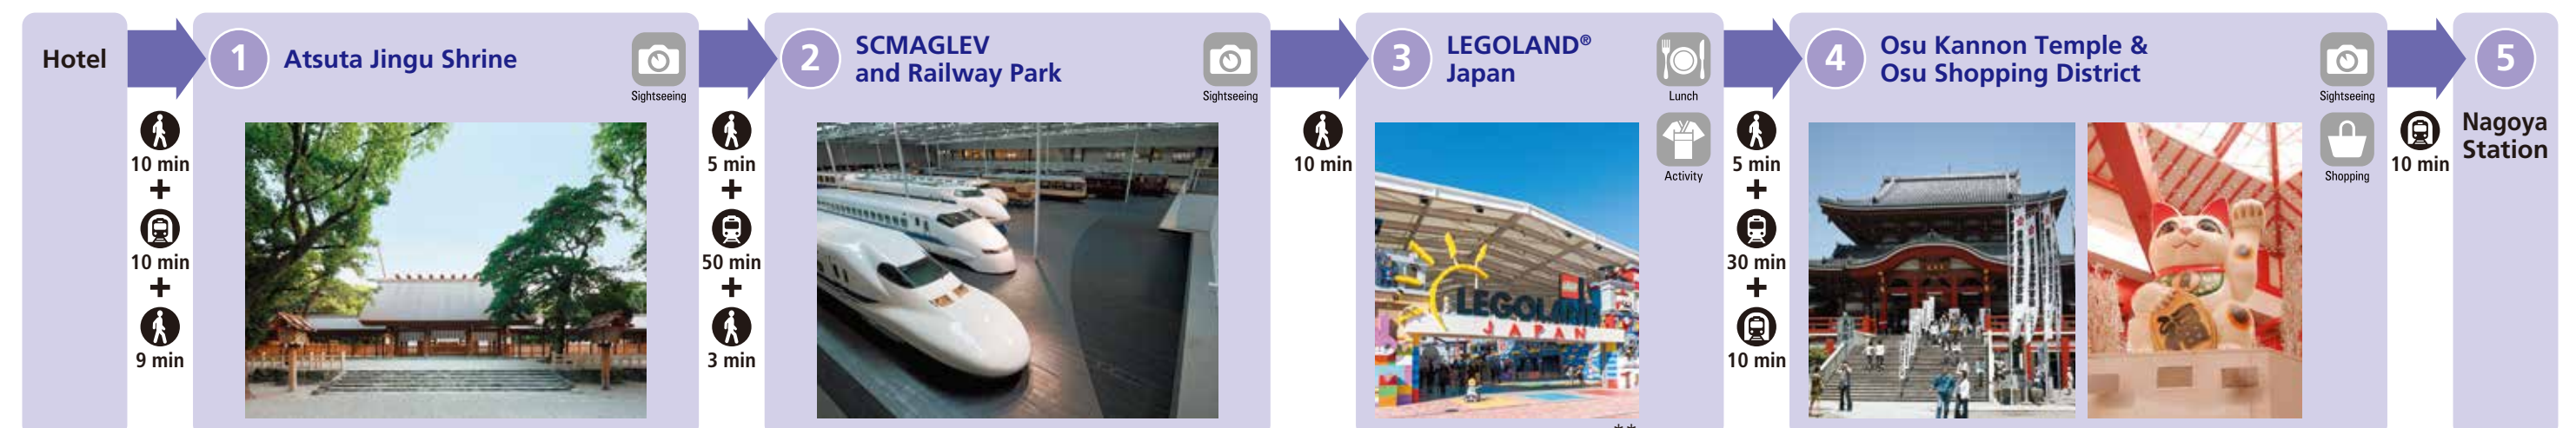 Hotel
10 min
+
10 min
+
9 min
1
Atsuta Jingu Shrine
Sightseeing
5 min
+
50 min
+
3 min
2
SCMAGLEV
and Railway Park
Sightseeing
10 min
3
LEGOLAND®
Japan
Lunch
Activity
LEGOLAND
JAPAN
**
5 min
+
30 min
+
10 min
4
Osu Kannon Temple &
Osu Shopping District
Sightseeing
Shopping
10 min
5
Nagoya
Station